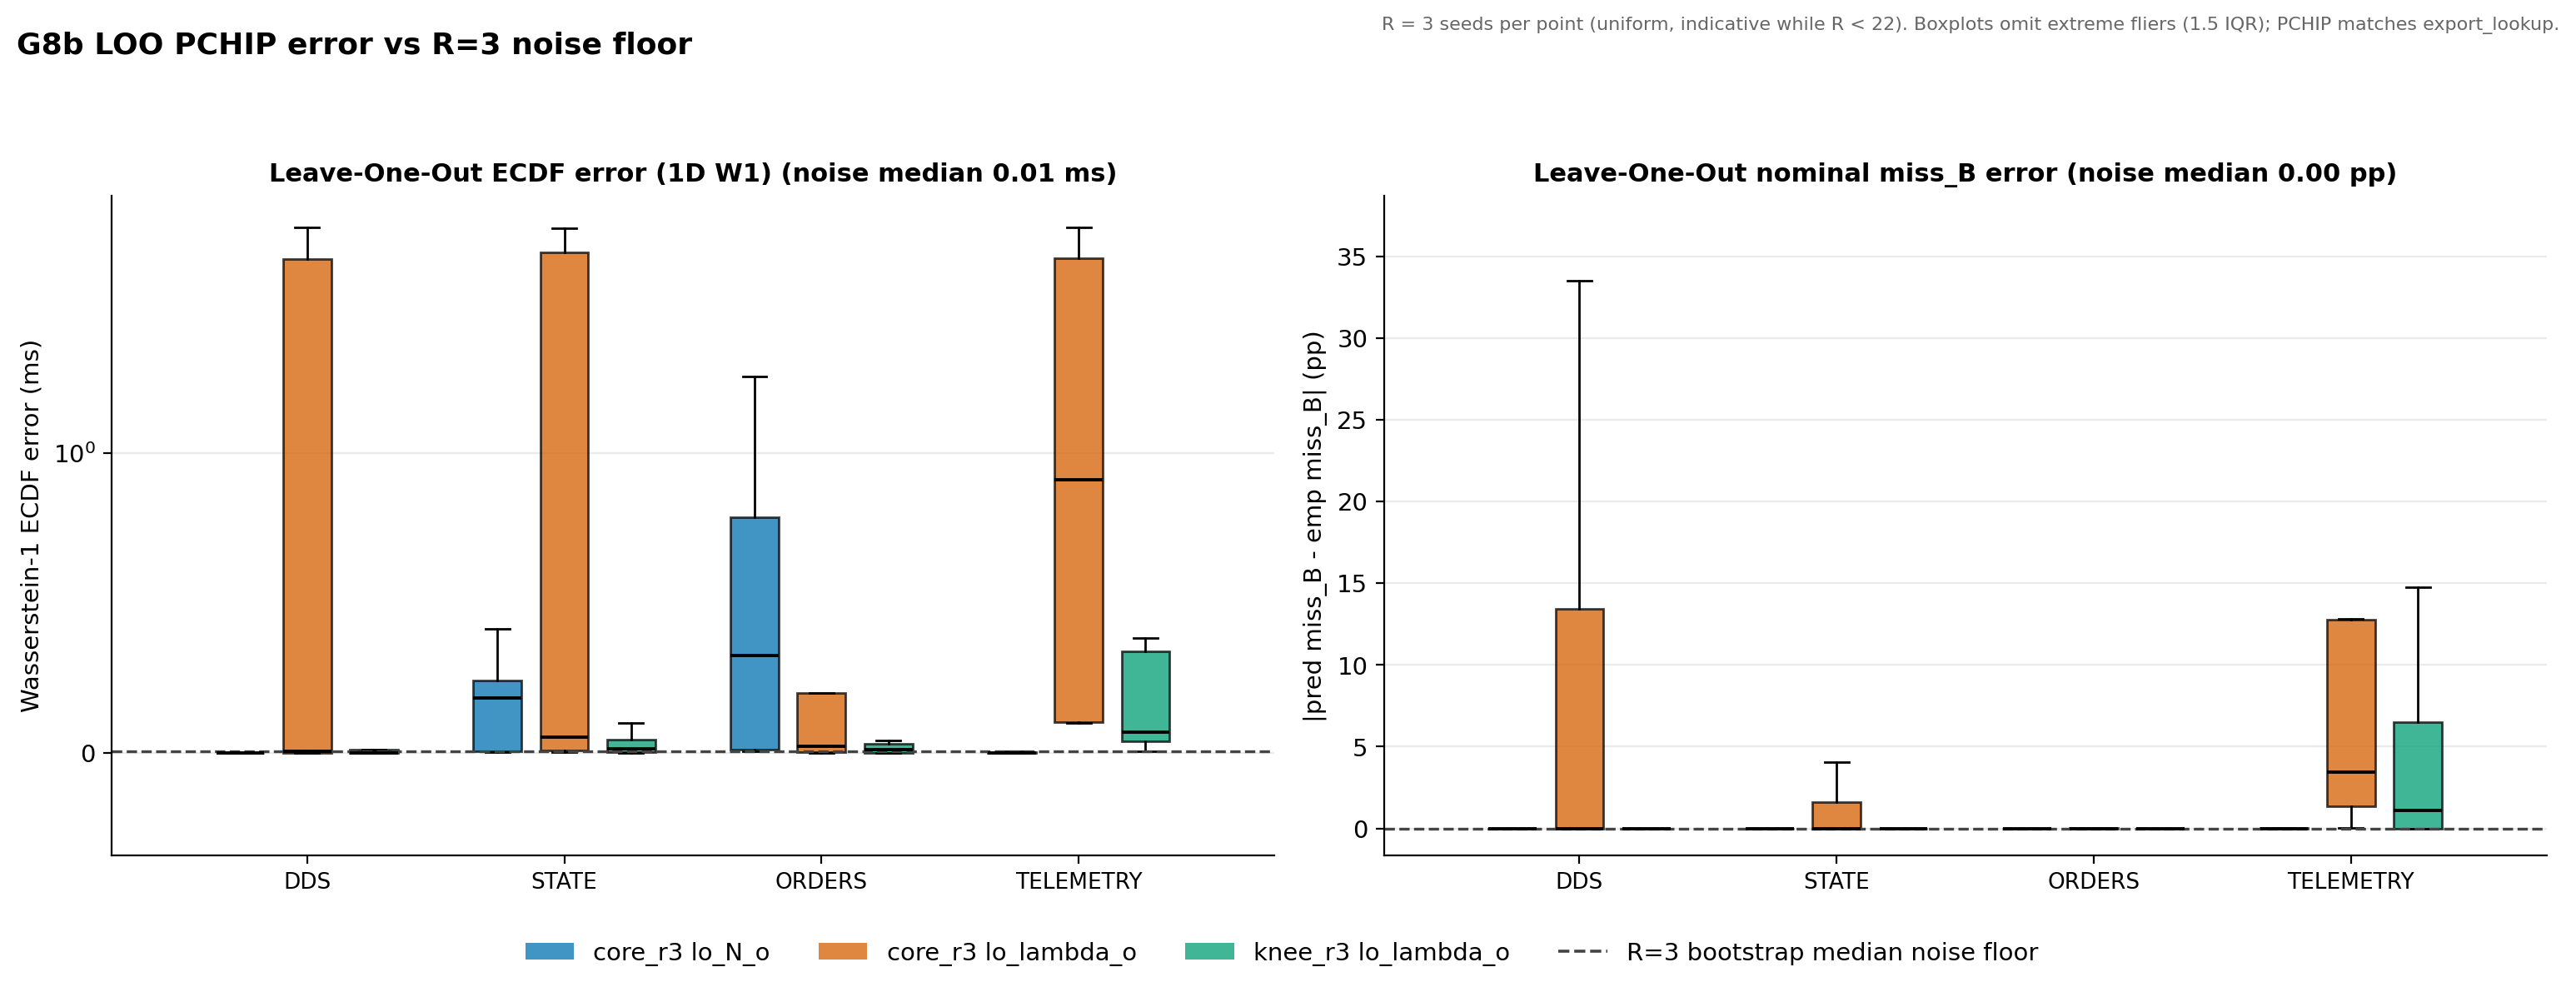 R = 3 seeds per point (uniform, indicative while R < 22). Boxplots omit extreme fliers (1.5 IQR); PCHIP matches export_lookup.
G8b LOO PCHIP error vs R=3 noise floor
Leave-One-Out ECDF error (1D W1) (noise median 0.01 ms)
Wasserstein-1 ECDF error (ms)
10⁰
0
DDS
STATE
ORDERS
TELEMETRY
Leave-One-Out nominal miss_B error (noise median 0.00 pp)
|pred miss_B - emp miss_B| (pp)
35
30
25
20
15
10
5
0
DDS
STATE
ORDERS
TELEMETRY
core_r3 lo_N_o
core_r3 lo_lambda_o
knee_r3 lo_lambda_o
R=3 bootstrap median noise floor